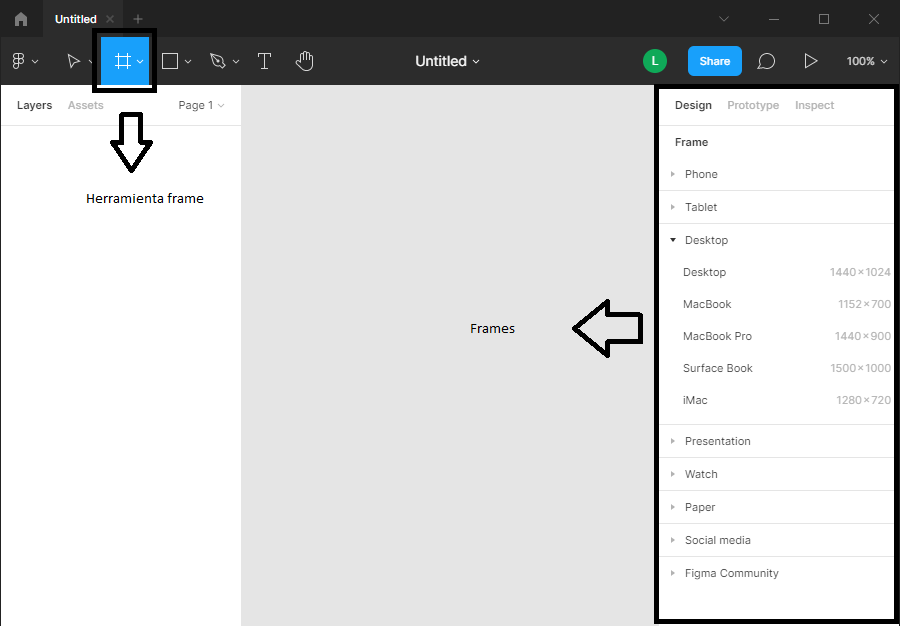 Untitled
Untitled
L
Share
100%
Layers Assets Page 1
Herramienta frame
Frames
Design Prototype Inspect
Frame
Phone
Tablet
Desktop
Desktop 1440×1024
MacBook 1152×700
MacBook Pro 1440×900
Surface Book 1500×1000
iMac 1280×720
Presentation
Watch
Paper
Social media
Figma Community